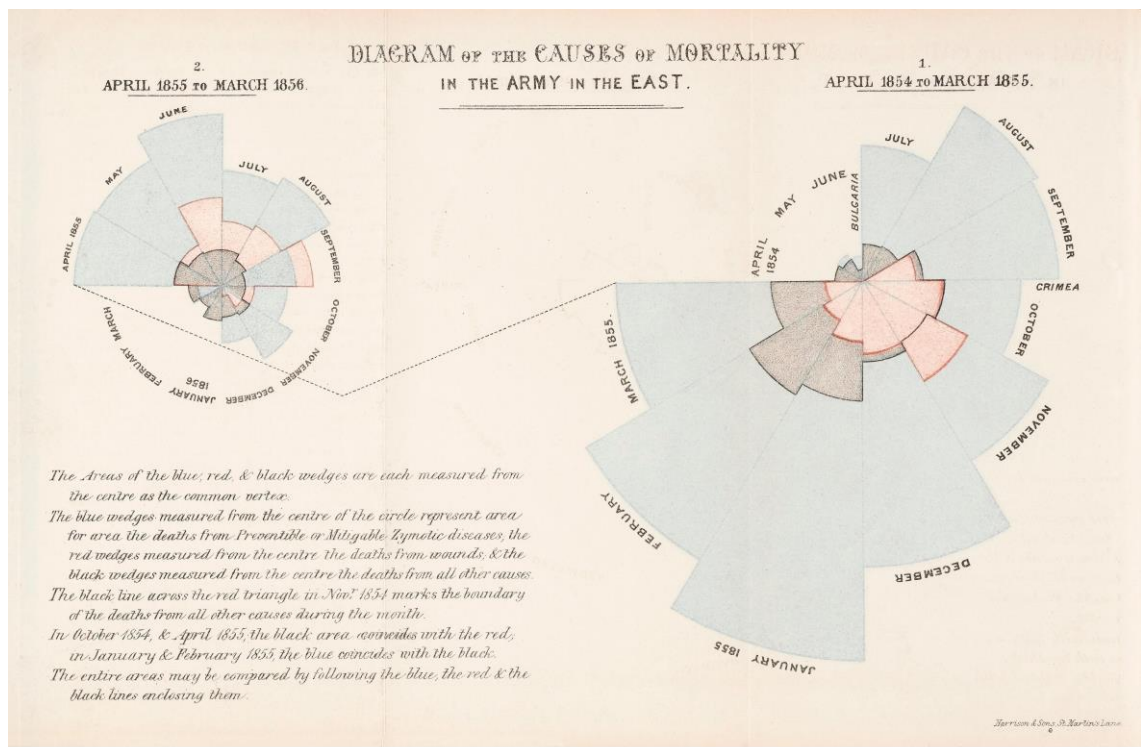 DIAGRAM OF THE CAUSES OF MORTALITY
IN THE ARMY IN THE EAST.
2.
APRIL 1855 TO MARCH 1856.
1.
APRIL 1854 TO MARCH 1855.
JUNE
MAY
APRIL 1855
JULY
AUGUST
SEPTEMBER
OCTOBER
NOVEMBER
DECEMBER
JANUARY
1856
FEBRUARY
MARCH
APRIL
1854
MAY
JUNE
BULGARIA
JULY
AUGUST
SEPTEMBER
CRIMEA
OCTOBER
NOVEMBER
DECEMBER
JANUARY 1855
FEBRUARY
MARCH 1855.
The Areas of the blue, red, & black wedges are each measured from
the centre as the common vertex.
The blue wedges measured from the centre of the circle represent area
for area the deaths from Preventible or Mitigable Zymotic diseases, the
red wedges measured from the centre the deaths from wounds, & the
black wedges measured from the centre the deaths from all other causes.
The black line across the red triangle in Novr. 1854 marks the boundary
of the deaths from all other causes during the month.
In October 1854, & April 1855, the black area coincides with the red,
in January & February 1855, the blue coincides with the black.
The entire areas may be compared by following the blue, the red & the
black lines enclosing them.
Harrison & Sons, St. Martin's Lane